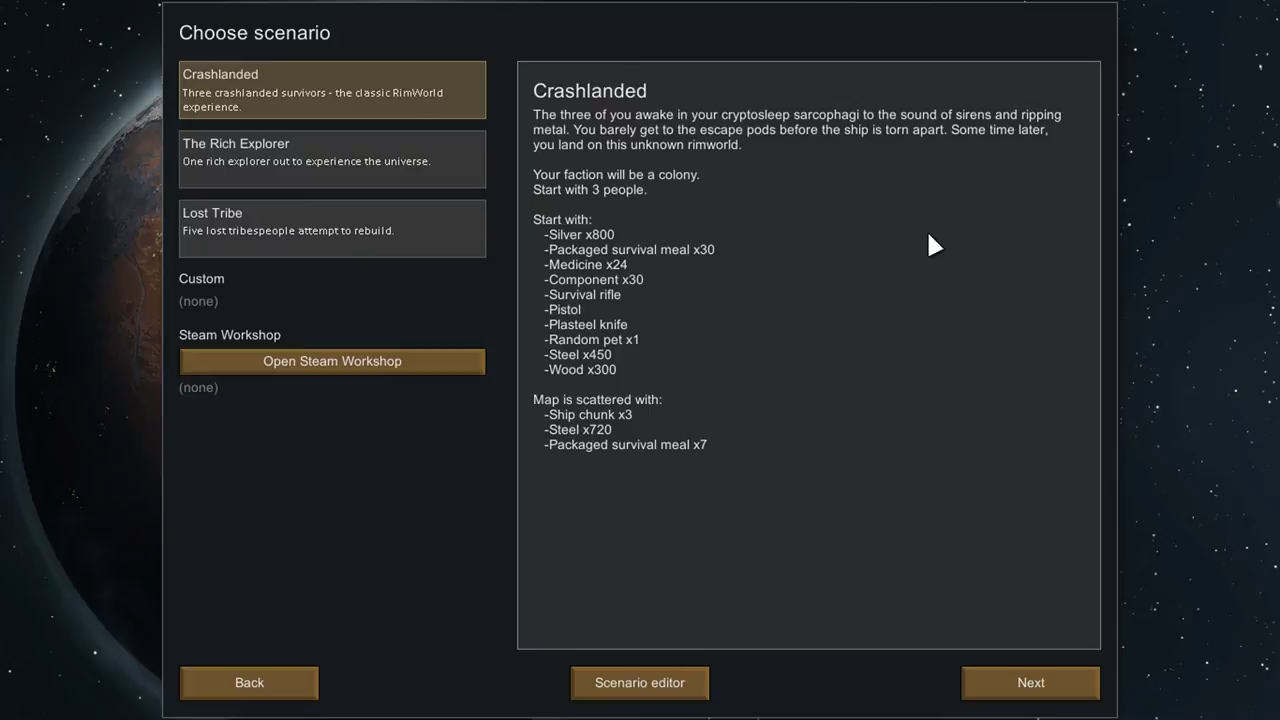 Choose scenario
Crashlanded
Three crashlanded survivors - the classic RimWorld
experience.
The Rich Explorer
One rich explorer out to experience the universe.
Lost Tribe
Five lost tribespeople attempt to rebuild.
Custom
(none)
Steam Workshop
Open Steam Workshop
(none)
Crashlanded
The three of you awake in your cryptosleep sarcophagi to the sound of sirens and ripping
metal. You barely get to the escape pods before the ship is torn apart. Some time later,
you land on this unknown rimworld.
Your faction will be a colony.
Start with 3 people.
Start with:
-Silver x800
-Packaged survival meal x30
-Medicine x24
-Component x30
-Survival rifle
-Pistol
-Plasteel knife
-Random pet x1
-Steel x450
-Wood x300
Map is scattered with:
-Ship chunk x3
-Steel x720
-Packaged survival meal x7
Back
Scenario editor
Next